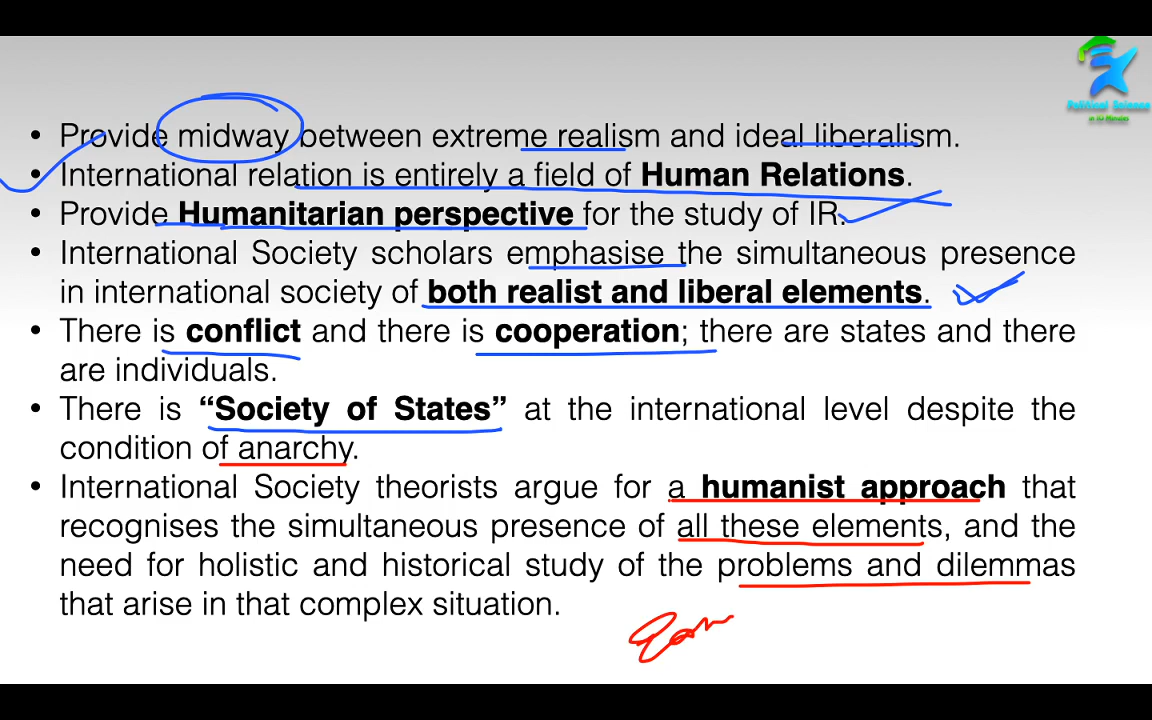 Political Science
in 10 Minutes
• Provide midway between extreme realism and ideal liberalism.
• International relation is entirely a field of Human Relations.
• Provide Humanitarian perspective for the study of IR.
• International Society scholars emphasise the simultaneous presence
in international society of both realist and liberal elements.
• There is conflict and there is cooperation; there are states and there
are individuals.
• There is “Society of States” at the international level despite the
condition of anarchy.
• International Society theorists argue for a humanist approach that
recognises the simultaneous presence of all these elements, and the
need for holistic and historical study of the problems and dilemmas
that arise in that complex situation.